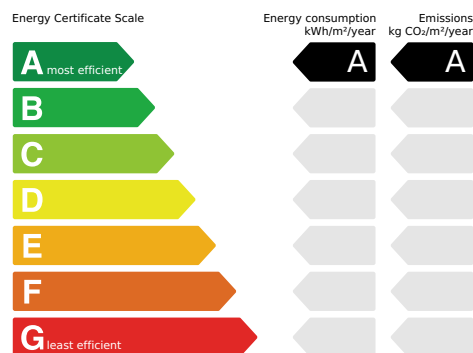 Energy Certificate Scale
Energy consumption
kWh/m²/year
Emissions
kg CO₂/m²/year
A most efficient
A
A
B
C
D
E
F
G least efficient